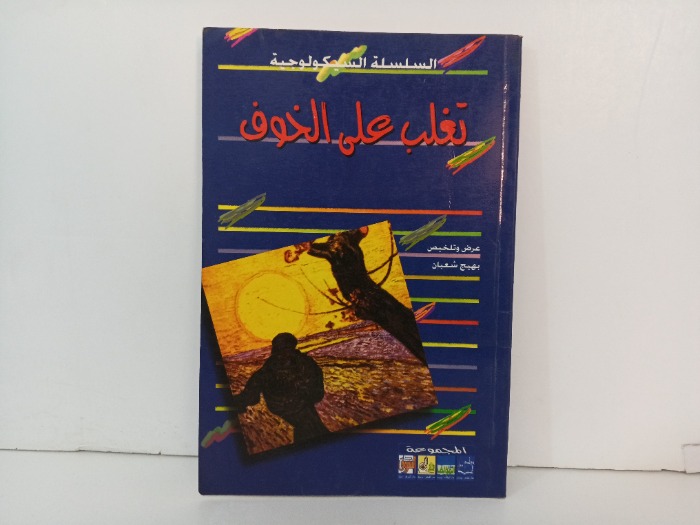 السلسلة السيكولوجية
تغلب على الخوف
عرض وتلخيص
بهيج شعبان
المجموعة